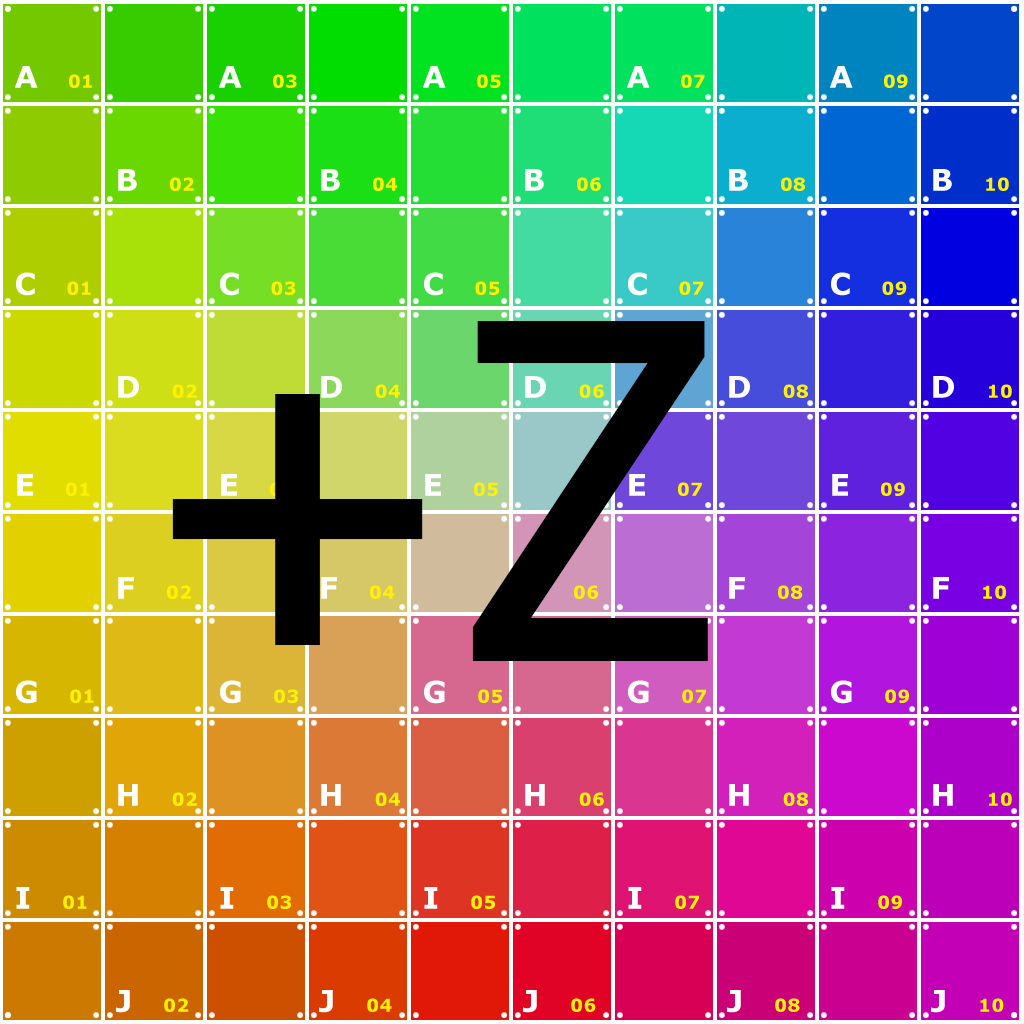 A 01 A 03 A 05 A 07 A 09
B 02 B 04 B 06 B 08 B 10
C 01 C 03 C 05 C 07 C 09
D 02 D 04 D 06 D 08 D 10
E 01 E E 05 E 07 E 09
F 02 F 04 06 F 08 F 10
G 01 G 03 G 05 G 07 G 09
H 02 H 04 H 06 H 08 H 10
I 01 I 03 I 05 I 07 I 09
J 02 J 04 J 06 J 08 J 10
+Z